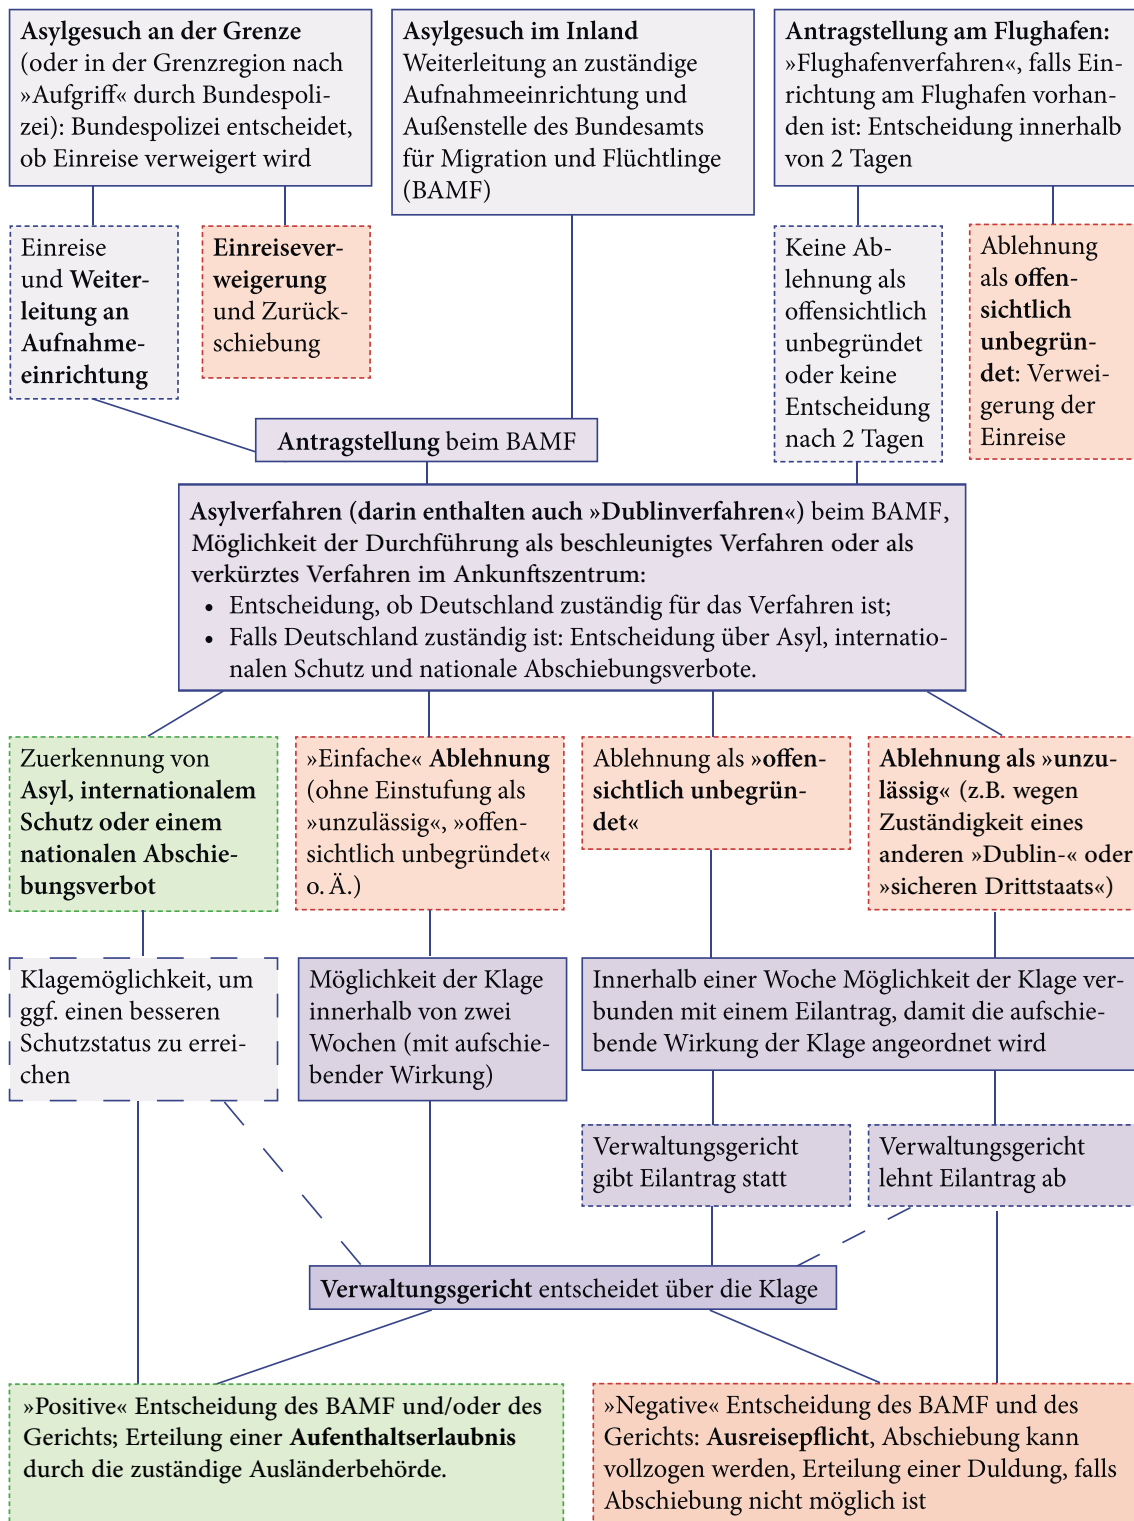 Asylgesuch an der Grenze
(oder in der Grenzregion nach
»Aufgriff« durch Bundespoli-
zei): Bundespolizei entscheidet,
ob Einreise verweigert wird
Asylgesuch im Inland
Weiterleitung an zuständige
Aufnahmeeinrichtung und
Außenstelle des Bundesamts
für Migration und Flüchtlinge
(BAMF)
Antragstellung am Flughafen:
»Flughafenverfahren«, falls Ein-
richtung am Flughafen vorhan-
den ist: Entscheidung innerhalb
von 2 Tagen
Einreise
und Weiter-
leitung an
Aufnahme-
einrichtung
Einreisever-
weigerung
und Zurück-
schiebung
Keine Ab-
lehnung als
offensichtlich
unbegründet
oder keine
Entscheidung
nach 2 Tagen
Ablehnung
als offen-
sichtlich
unbegrün-
det: Verwei-
gerung der
Einreise
Antragstellung beim BAMF
Asylverfahren (darin enthalten auch »Dublinverfahren«) beim BAMF,
Möglichkeit der Durchführung als beschleunigtes Verfahren oder als
verkürztes Verfahren im Ankunftszentrum:
• Entscheidung, ob Deutschland zuständig für das Verfahren ist;
• Falls Deutschland zuständig ist: Entscheidung über Asyl, internatio-
nalen Schutz und nationale Abschiebungsverbote.
Zuerkennung von
Asyl, internationalem
Schutz oder einem
nationalen Abschie-
bungsverbot
»Einfache« Ablehnung
(ohne Einstufung als
»unzulässig«, »offen-
sichtlich unbegründet«
o. Ä.)
Ablehnung als »offen-
sichtlich unbegrün-
det«
Ablehnung als »unzu-
lässig« (z.B. wegen
Zuständigkeit eines
anderen »Dublin-« oder
»sicheren Drittstaats«)
Klagemöglichkeit, um
ggf. einen besseren
Schutzstatus zu errei-
chen
Möglichkeit der Klage
innerhalb von zwei
Wochen (mit aufschie-
bender Wirkung)
Innerhalb einer Woche Möglichkeit der Klage ver-
bunden mit einem Eilantrag, damit die aufschie-
bende Wirkung der Klage angeordnet wird
Verwaltungsgericht
gibt Eilantrag statt
Verwaltungsgericht
lehnt Eilantrag ab
Verwaltungsgericht entscheidet über die Klage
»Positive« Entscheidung des BAMF und/oder des
Gerichts; Erteilung einer Aufenthaltserlaubnis
durch die zuständige Ausländerbehörde.
»Negative« Entscheidung des BAMF und des
Gerichts: Ausreisepflicht, Abschiebung kann
vollzogen werden, Erteilung einer Duldung, falls
Abschiebung nicht möglich ist